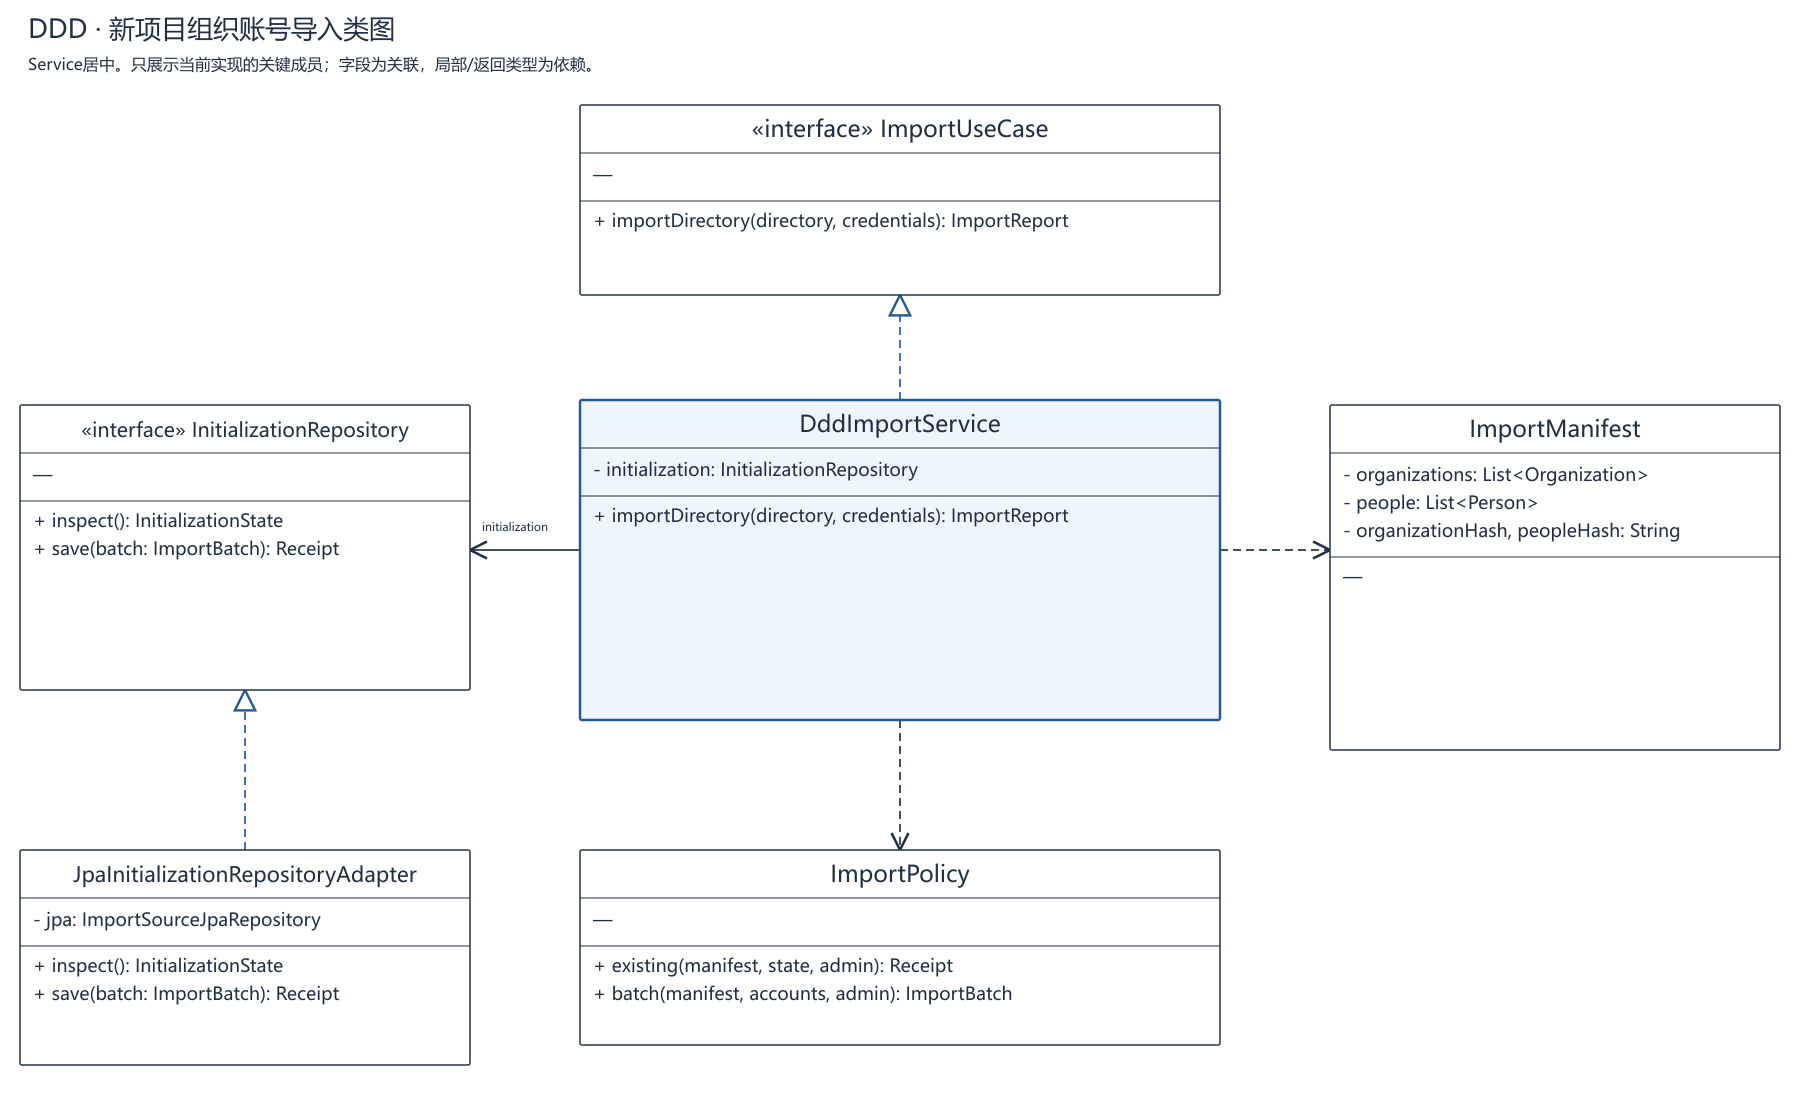 DDD · 新项目组织账号导入类图
Service居中。只展示当前实现的关键成员；字段为关联，局部/返回类型为依赖。
«interface» ImportUseCase
—
+ importDirectory(directory, credentials): ImportReport
«interface» InitializationRepository
—
+ inspect(): InitializationState
+ save(batch: ImportBatch): Receipt
initialization
DddImportService
- initialization: InitializationRepository
+ importDirectory(directory, credentials): ImportReport
ImportManifest
- organizations: List<Organization>
- people: List<Person>
- organizationHash, peopleHash: String
—
JpaInitializationRepositoryAdapter
- jpa: ImportSourceJpaRepository
+ inspect(): InitializationState
+ save(batch: ImportBatch): Receipt
ImportPolicy
—
+ existing(manifest, state, admin): Receipt
+ batch(manifest, accounts, admin): ImportBatch